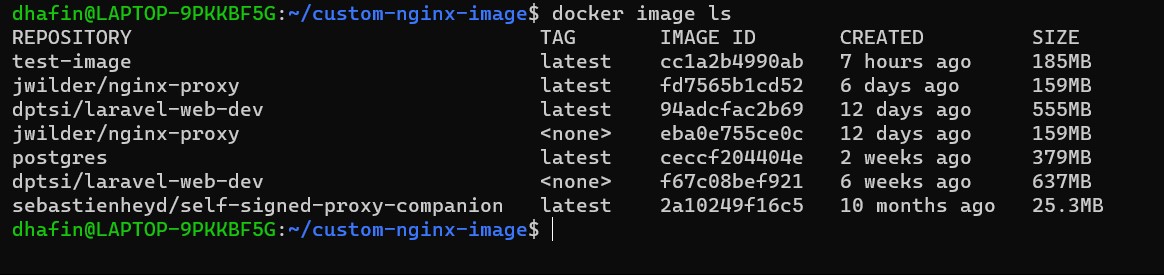 dhafin@LAPTOP-9PKKBF5G:~/custom-nginx-image$ docker image ls
REPOSITORY TAG IMAGE ID CREATED SIZE
test-image latest cc1a2b4990ab 7 hours ago 185MB
jwilder/nginx-proxy latest fd7565b1cd52 6 days ago 159MB
dptsi/laravel-web-dev latest 94adcfac2b69 12 days ago 555MB
jwilder/nginx-proxy <none> eba0e755ce0c 12 days ago 159MB
postgres latest ceccf204404e 2 weeks ago 379MB
dptsi/laravel-web-dev <none> f67c08bef921 6 weeks ago 637MB
sebastienheyd/self-signed-proxy-companion latest 2a10249f16c5 10 months ago 25.3MB
dhafin@LAPTOP-9PKKBF5G:~/custom-nginx-image$